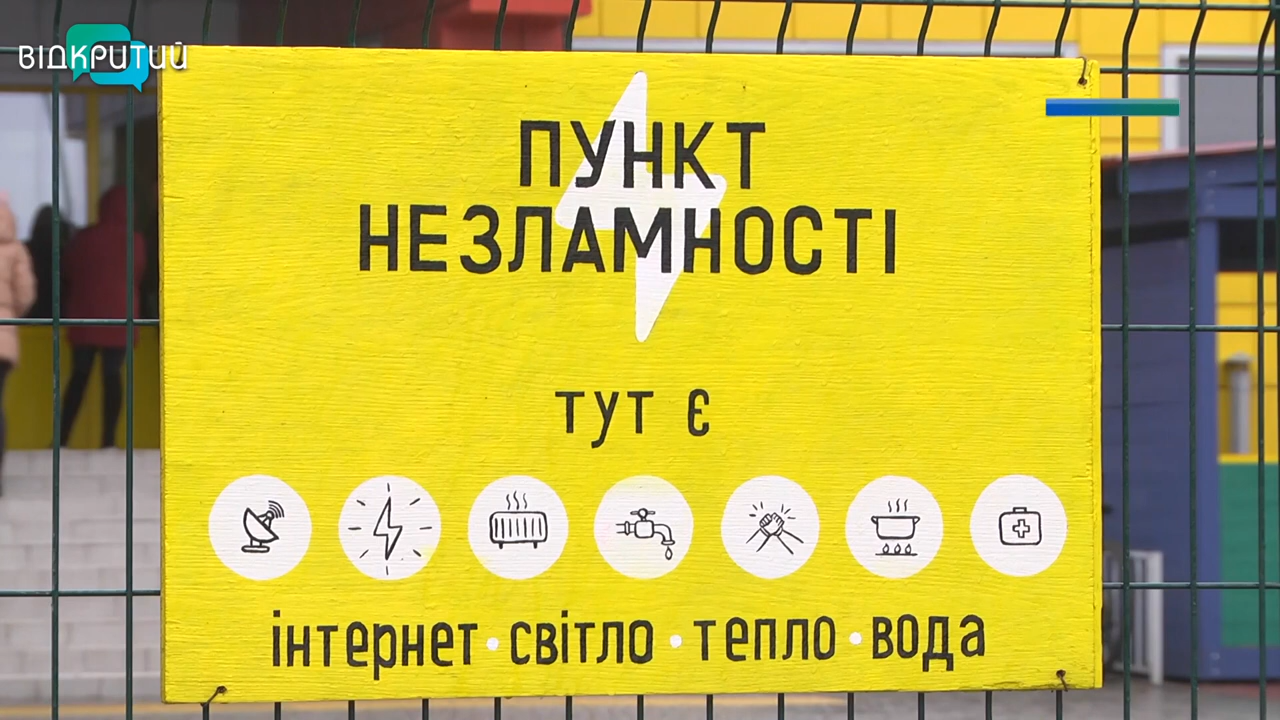 ВІДКРИТИЙ
ПУНКТ
НЕЗЛАМНОСТІ
тут є
інтернет • світло • тепло • вода